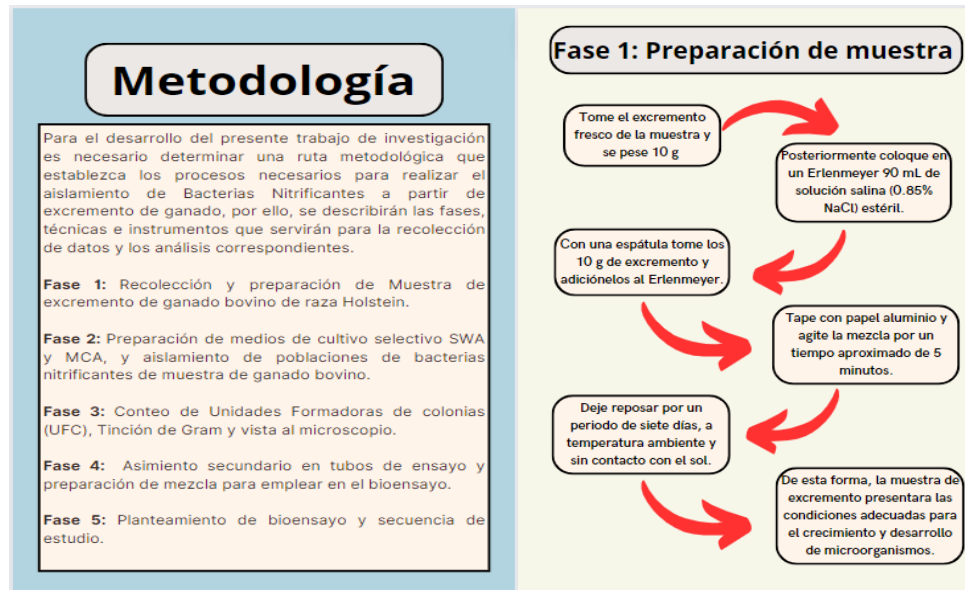 Metodología
Para el desarrollo del presente trabajo de investigación
es necesario determinar una ruta metodológica que
establezca los procesos necesarios para realizar el
aislamiento de Bacterias Nitrificantes a partir de
excremento de ganado, por ello, se describirán las fases,
técnicas e instrumentos que servirán para la recolección
de datos y los análisis correspondientes.
Fase 1: Recolección y preparación de Muestra de
excremento de ganado bovino de raza Holstein.
Fase 2: Preparación de medios de cultivo selectivo SWA
y MCA, y aislamiento de poblaciones de bacterias
nitrificantes de muestra de ganado bovino.
Fase 3: Conteo de Unidades Formadoras de colonias
(UFC), Tinción de Gram y vista al microscopio.
Fase 4: Asimiento secundario en tubos de ensayo y
preparación de mezcla para emplear en el bioensayo.
Fase 5: Planteamiento de bioensayo y secuencia de
estudio.
Fase 1: Preparación de muestra
Tome el excremento
fresco de la muestra y
se pese 10 g
Posteriormente coloque en
un Erlenmeyer 90 mL de
solución salina (0.85%
NaCl) estéril.
Con una espátula tome los
10 g de excremento y
adiciónelos al Erlenmeyer.
Tape con papel aluminio y
agite la mezcla por un
tiempo aproximado de 5
minutos.
Deje reposar por un
periodo de siete días, a
temperatura ambiente y
sin contacto con el sol.
De esta forma, la muestra de
excremento presentara las
condiciones adecuadas para
el crecimiento y desarrollo
de microorganismos.